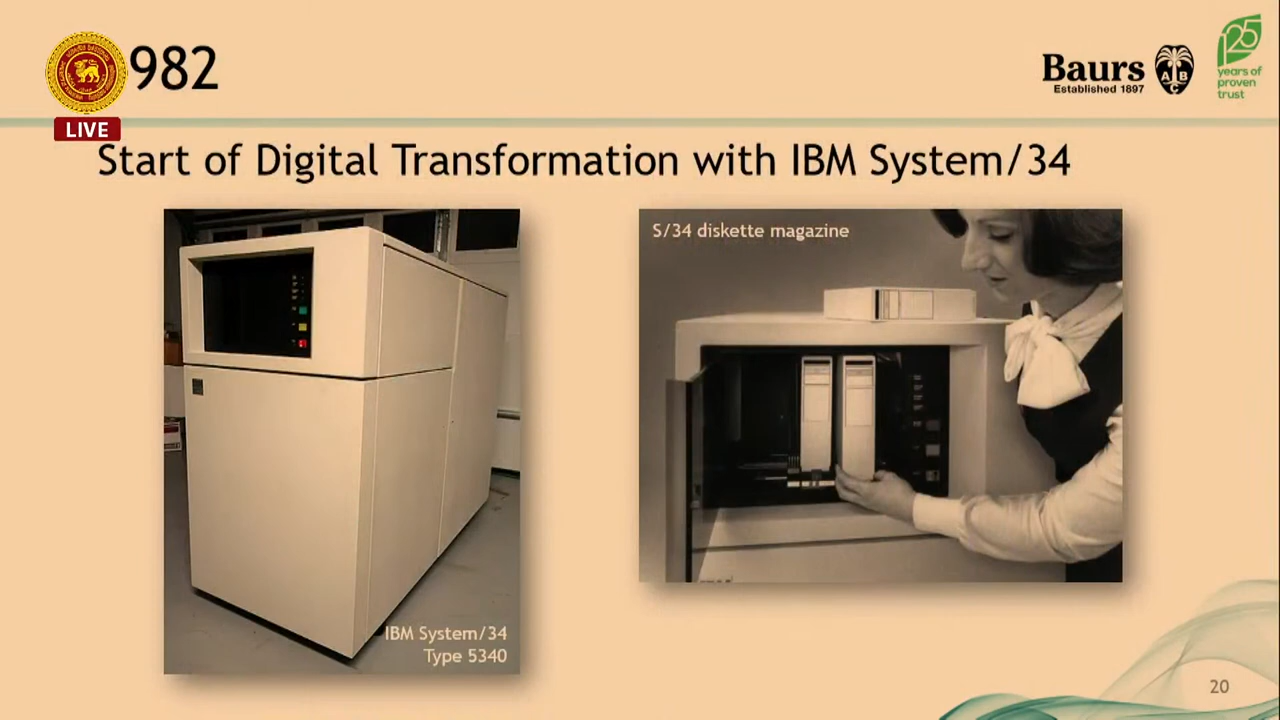 982
LIVE
Baurs
Established 1897
A B
C
125
years of
proven
trust
Start of Digital Transformation with IBM System/34
IBM System/34
Type 5340
S/34 diskette magazine
20